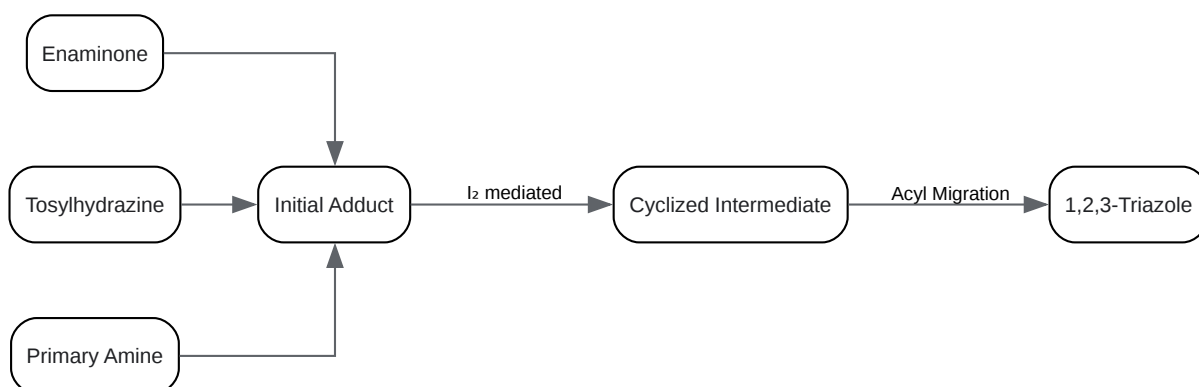 Enaminone
Tosylhydrazine
Initial Adduct
I₂ mediated
Cyclized Intermediate
Acyl Migration
1,2,3-Triazole
Primary Amine